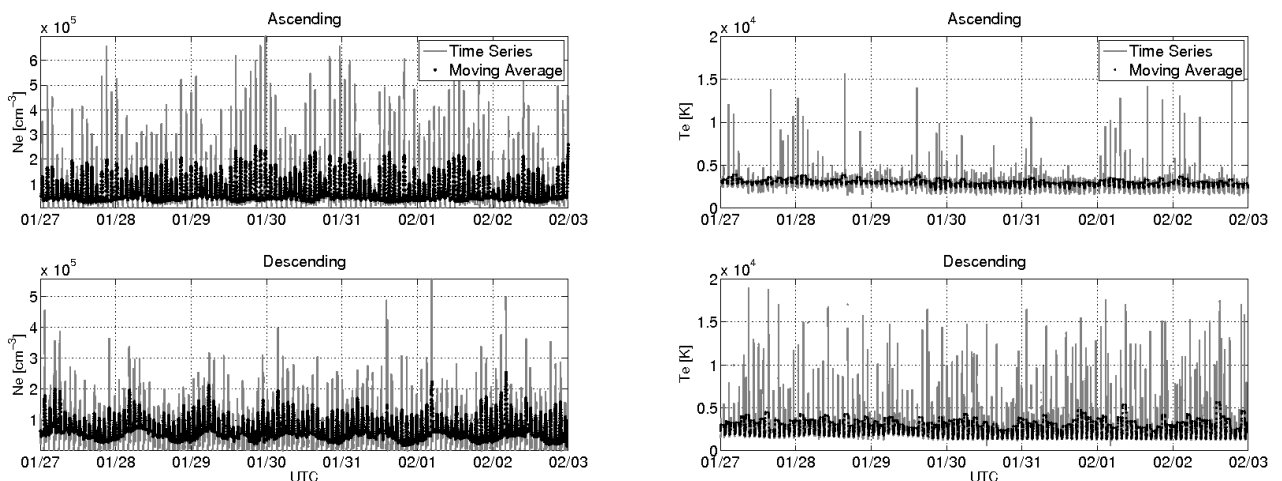 Ascending
x 10^5
Ne [cm^-3]
6
5
4
3
2
1
Time Series
Moving Average
01/27 01/28 01/29 01/30 01/31 02/01 02/02 02/03
Ascending
x 10^4
Te [K]
2
1.5
1
0.5
0
Time Series
Moving Average
01/27 01/28 01/29 01/30 01/31 02/01 02/02 02/03
Descending
x 10^5
Ne [cm^-3]
5
4
3
2
1
01/27 01/28 01/29 01/30 01/31 02/01 02/02 02/03
UTC
Descending
x 10^4
Te [K]
2
1.5
1
0.5
0
01/27 01/28 01/29 01/30 01/31 02/01 02/02 02/03
UTC